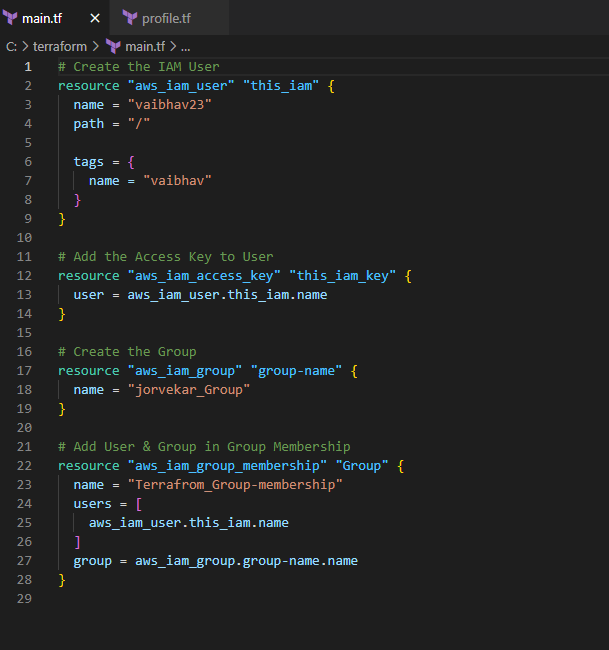 main.tf × profile.tf
C: > terraform > main.tf > ...
1 # Create the IAM User
2 resource "aws_iam_user" "this_iam" {
3   name = "vaibhav23"
4   path = "/"
5
6   tags = {
7     name = "vaibhav"
8   }
9 }
10
11 # Add the Access Key to User
12 resource "aws_iam_access_key" "this_iam_key" {
13   user = aws_iam_user.this_iam.name
14 }
15
16 # Create the Group
17 resource "aws_iam_group" "group-name" {
18   name = "jorvekar_Group"
19 }
20
21 # Add User & Group in Group Membership
22 resource "aws_iam_group_membership" "Group" {
23   name = "Terrafrom_Group-membership"
24   users = [
25     aws_iam_user.this_iam.name
26   ]
27   group = aws_iam_group.group-name.name
28 }
29